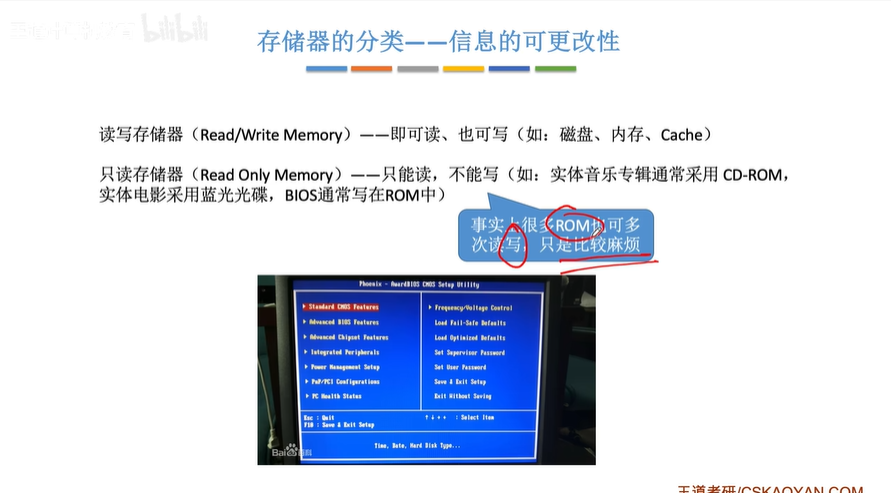 bilibili
存储器的分类——信息的可更改性
读写存储器（Read/Write Memory）——即可读、也可写（如：磁盘、内存、Cache）
只读存储器（Read Only Memory）——只能读，不能写（如：实体音乐专辑通常采用 CD-ROM，
实体电影采用蓝光光碟，BIOS通常写在ROM中）
事实上很多ROM也可多
次读写，只是比较麻烦
Phoenix - AwardBIOS CMOS Setup Utility
Standard CMOS Features
Advanced BIOS Features
Advanced Chipset Features
Integrated Peripherals
Power Management Setup
PnP/PCI Configurations
PC Health Status
Frequency/Voltage Control
Load Fail-Safe Defaults
Load Optimized Defaults
Set Supervisor Password
Set User Password
Save & Exit Setup
Exit Without Saving
Esc : Quit
F10 : Save & Exit Setup
↑ ↓ → ← : Select Item
Time, Date, Hard Disk Type...
Bai百科
王道考研/CSKAOYAN.COM